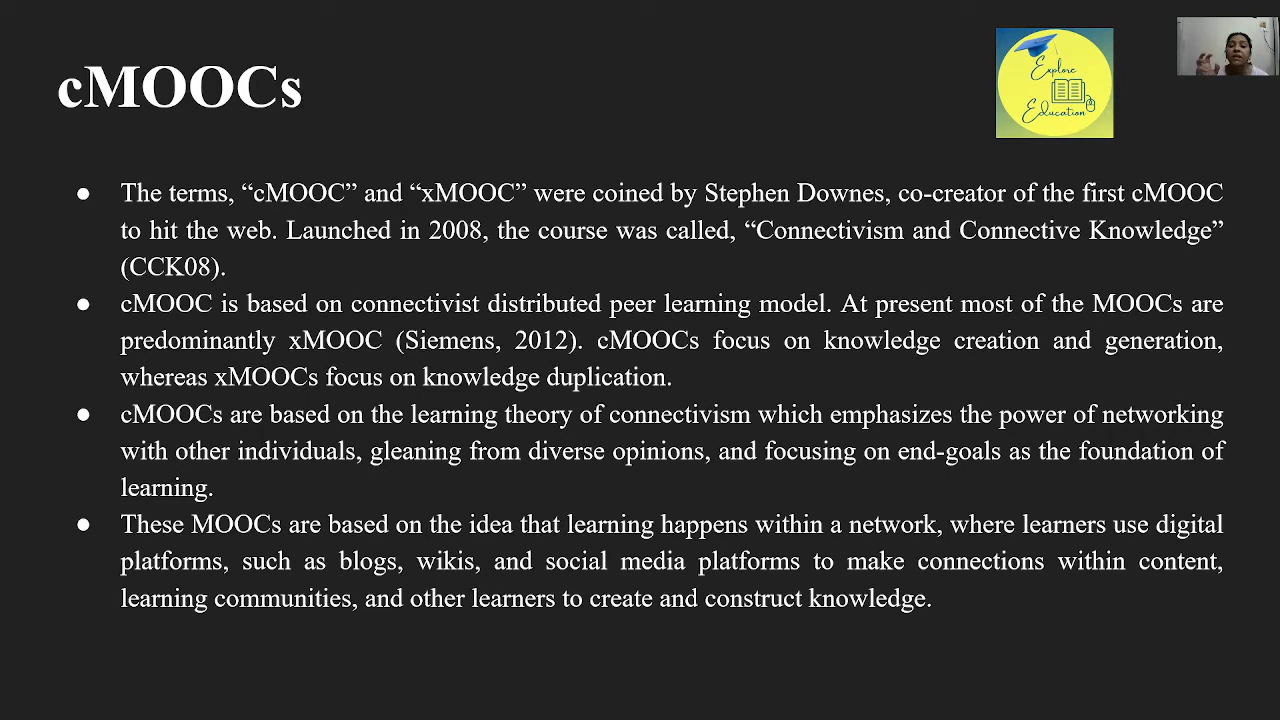 cMOOCs
Explore
Education
● The terms, “cMOOC” and “xMOOC” were coined by Stephen Downes, co-creator of the first cMOOC
to hit the web. Launched in 2008, the course was called, “Connectivism and Connective Knowledge”
(CCK08).
● cMOOC is based on connectivist distributed peer learning model. At present most of the MOOCs are
predominantly xMOOC (Siemens, 2012). cMOOCs focus on knowledge creation and generation,
whereas xMOOCs focus on knowledge duplication.
● cMOOCs are based on the learning theory of connectivism which emphasizes the power of networking
with other individuals, gleaning from diverse opinions, and focusing on end-goals as the foundation of
learning.
● These MOOCs are based on the idea that learning happens within a network, where learners use digital
platforms, such as blogs, wikis, and social media platforms to make connections within content,
learning communities, and other learners to create and construct knowledge.